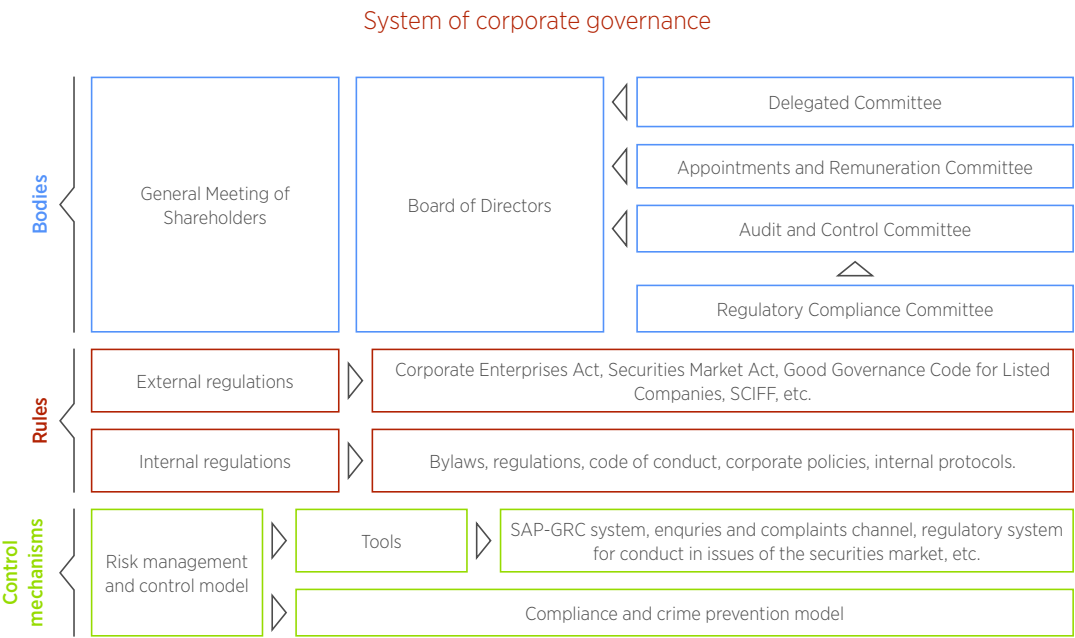 System of corporate governance
Bodies
General Meeting of
Shareholders
Board of Directors
Delegated Committee
Appointments and Remuneration Committee
Audit and Control Committee
Regulatory Compliance Committee
Rules
External regulations
Corporate Enterprises Act, Securities Market Act, Good Governance Code for Listed
Companies, SCIFF, etc.
Internal regulations
Bylaws, regulations, code of conduct, corporate policies, internal protocols.
Control
mechanisms
Risk management
and control model
Tools
SAP-GRC system, enquries and complaints channel, regulatory system
for conduct in issues of the securities market, etc.
Compliance and crime prevention model